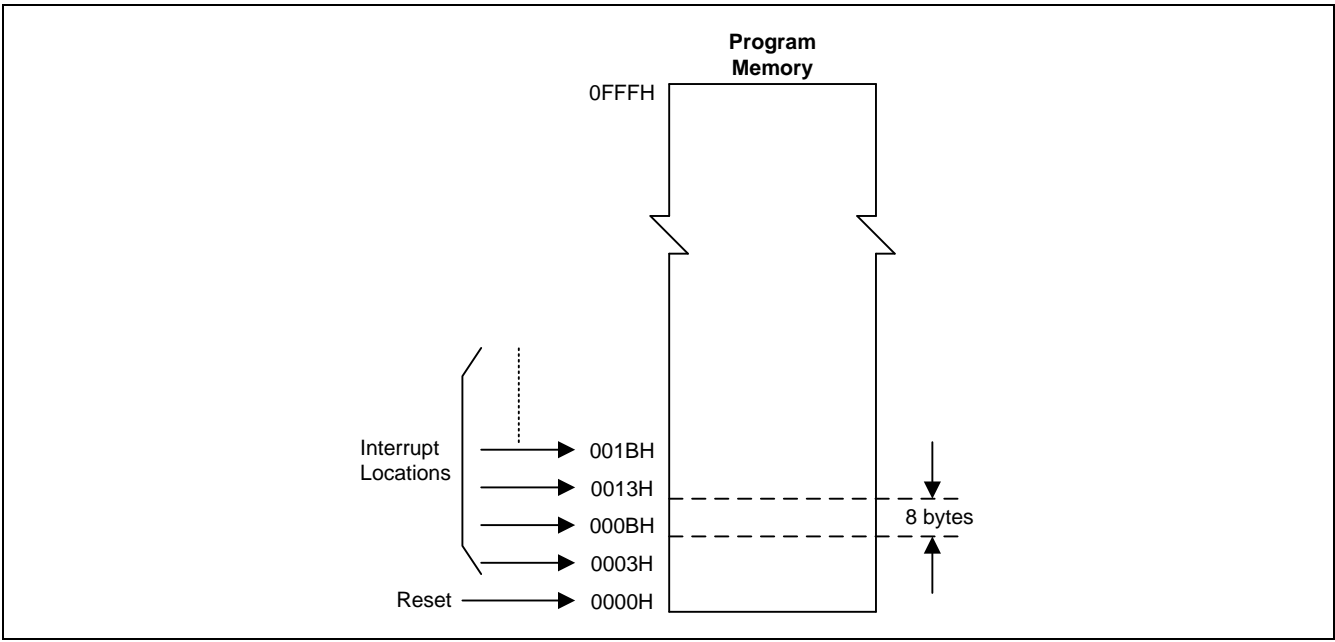 Program
Memory
0FFFH
Interrupt
Locations
001BH
0013H
000BH
8 bytes
0003H
Reset
0000H